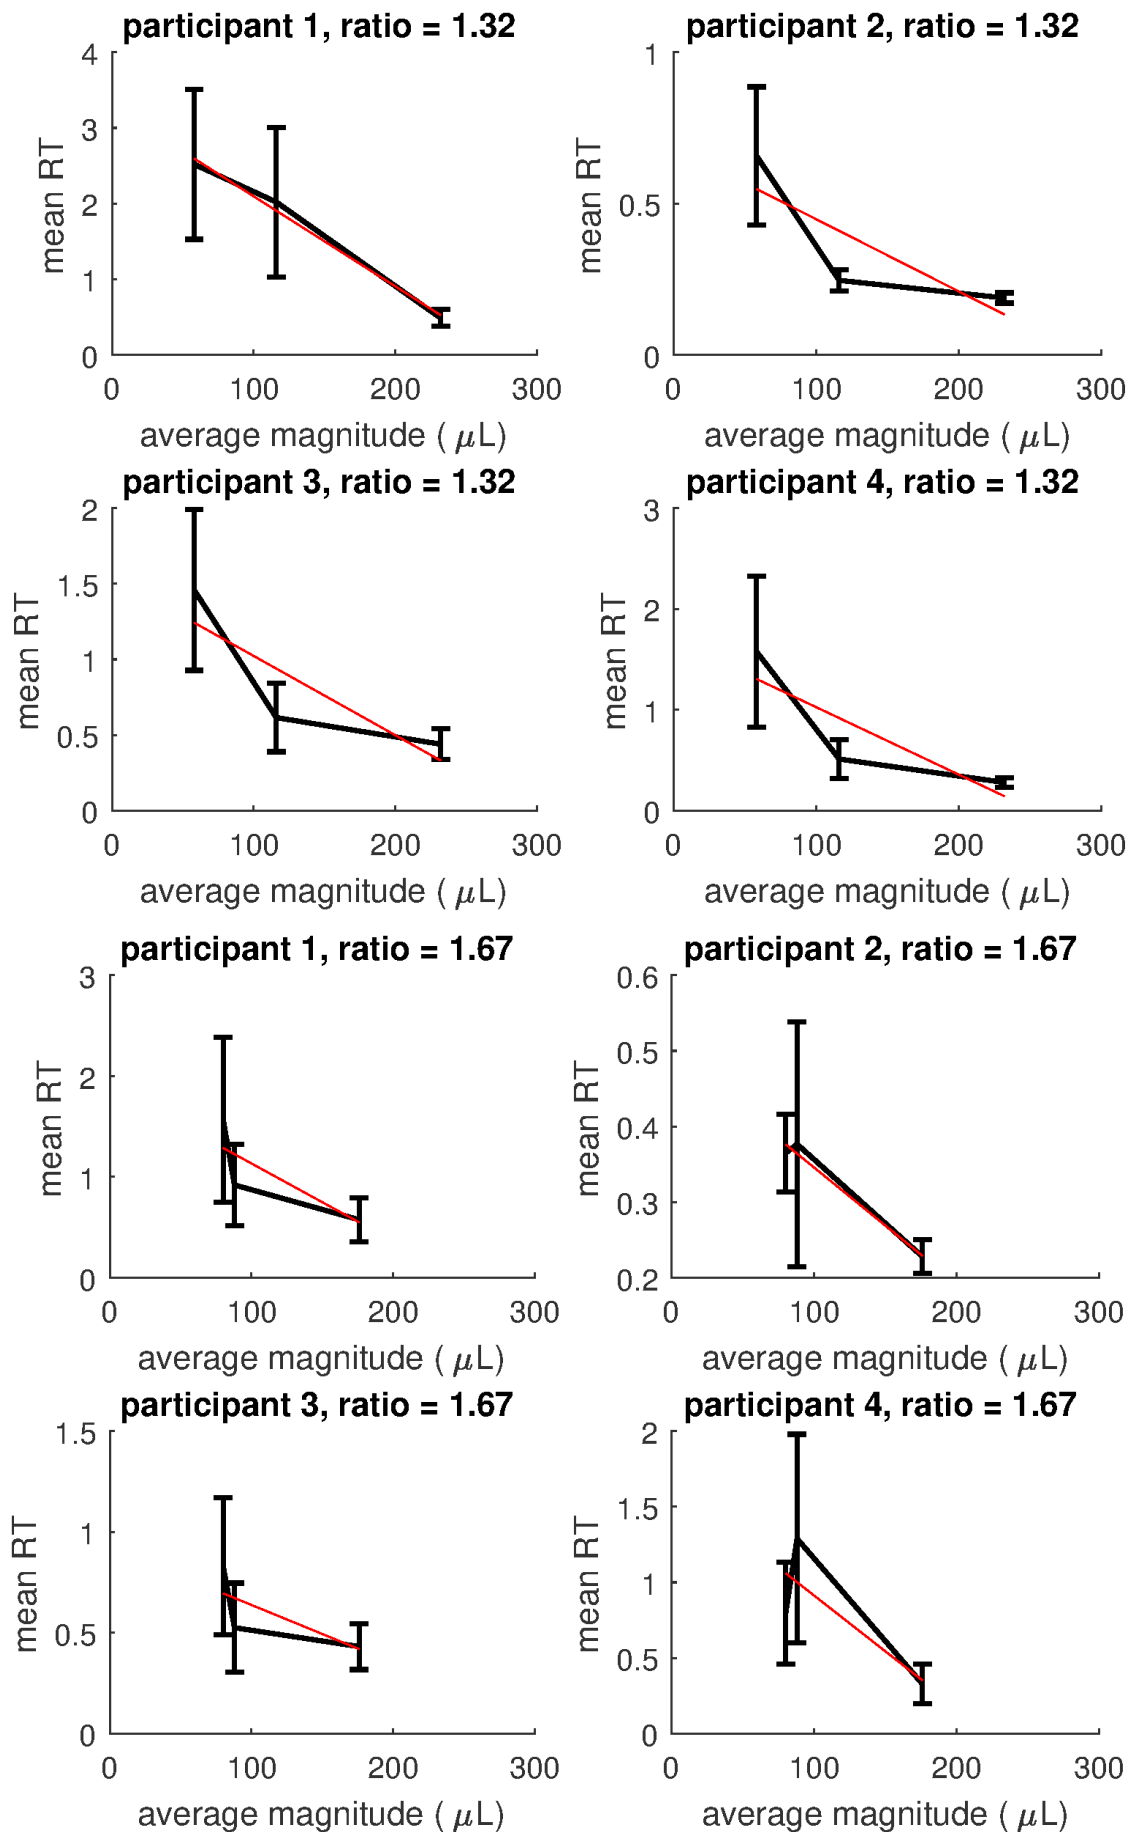 participant 1, ratio = 1.32
4
3
2
1
0
mean RT
0 100 200 300
average magnitude ( μL)
participant 2, ratio = 1.32
1
0.5
0
mean RT
0 100 200 300
average magnitude ( μL)
participant 3, ratio = 1.32
2
1.5
1
0.5
0
mean RT
0 100 200 300
average magnitude ( μL)
participant 4, ratio = 1.32
3
2
1
0
mean RT
0 100 200 300
average magnitude ( μL)
participant 1, ratio = 1.67
3
2
1
0
mean RT
0 100 200 300
average magnitude ( μL)
participant 2, ratio = 1.67
0.6
0.5
0.4
0.3
0.2
mean RT
0 100 200 300
average magnitude ( μL)
participant 3, ratio = 1.67
1.5
1
0.5
0
mean RT
0 100 200 300
average magnitude ( μL)
participant 4, ratio = 1.67
2
1.5
1
0.5
0
mean RT
0 100 200 300
average magnitude ( μL)